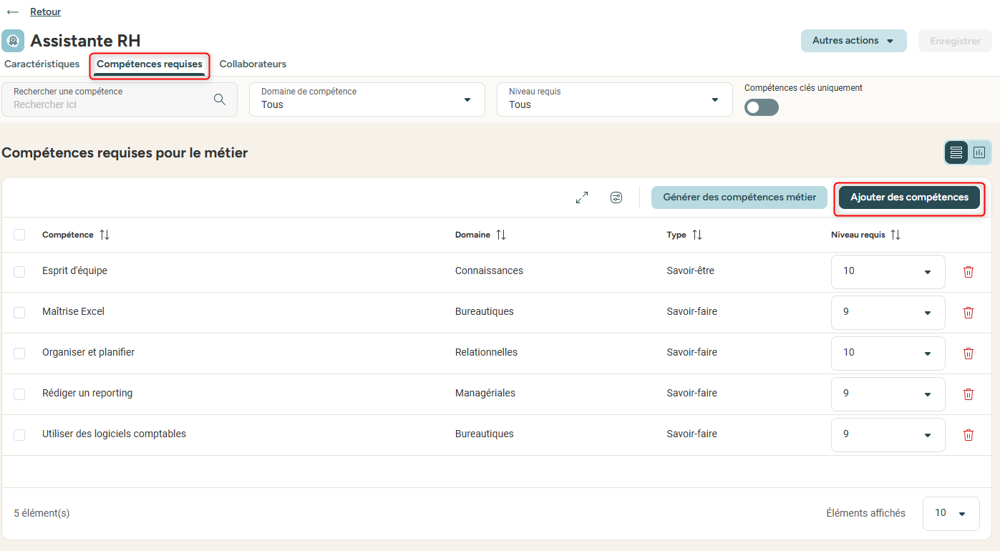 Retour
Assistante RH
Autres actions
Enregistrer
Caractéristiques Compétences requises Collaborateurs
Rechercher une compétence
Rechercher ici
Domaine de compétence
Tous
Niveau requis
Tous
Compétences clés uniquement
Compétences requises pour le métier
Générer des compétences métier
Ajouter des compétences
Compétence Domaine Type Niveau requis
Esprit d'équipe Connaissances Savoir-être 10
Maîtrise Excel Bureautiques Savoir-faire 9
Organiser et planifier Relationnelles Savoir-faire 10
Rédiger un reporting Managériales Savoir-faire 9
Utiliser des logiciels comptables Bureautiques Savoir-faire 9
5 élément(s) Éléments affichés 10